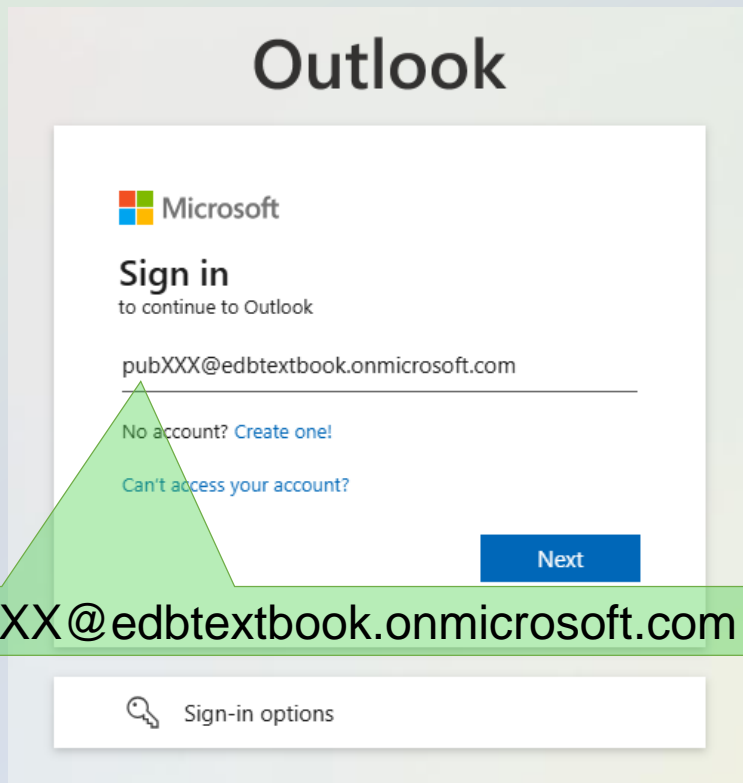 Outlook
Microsoft
Sign in
to continue to Outlook
pubXXX@edbtextbook.onmicrosoft.com
No account? Create one!
Can't access your account?
Next
XX@edbtextbook.onmicrosoft.com
Sign-in options